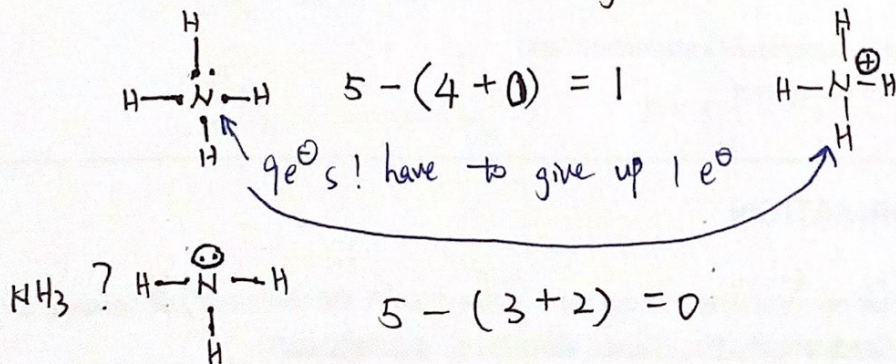 H
H N H 5 - (4 + 0) = 1
H
H
H-N-H ⊕
H
9e⊖s! have to give up 1 e⊖
NH3 ? H-N-H 5 - (3 + 2) = 0
H